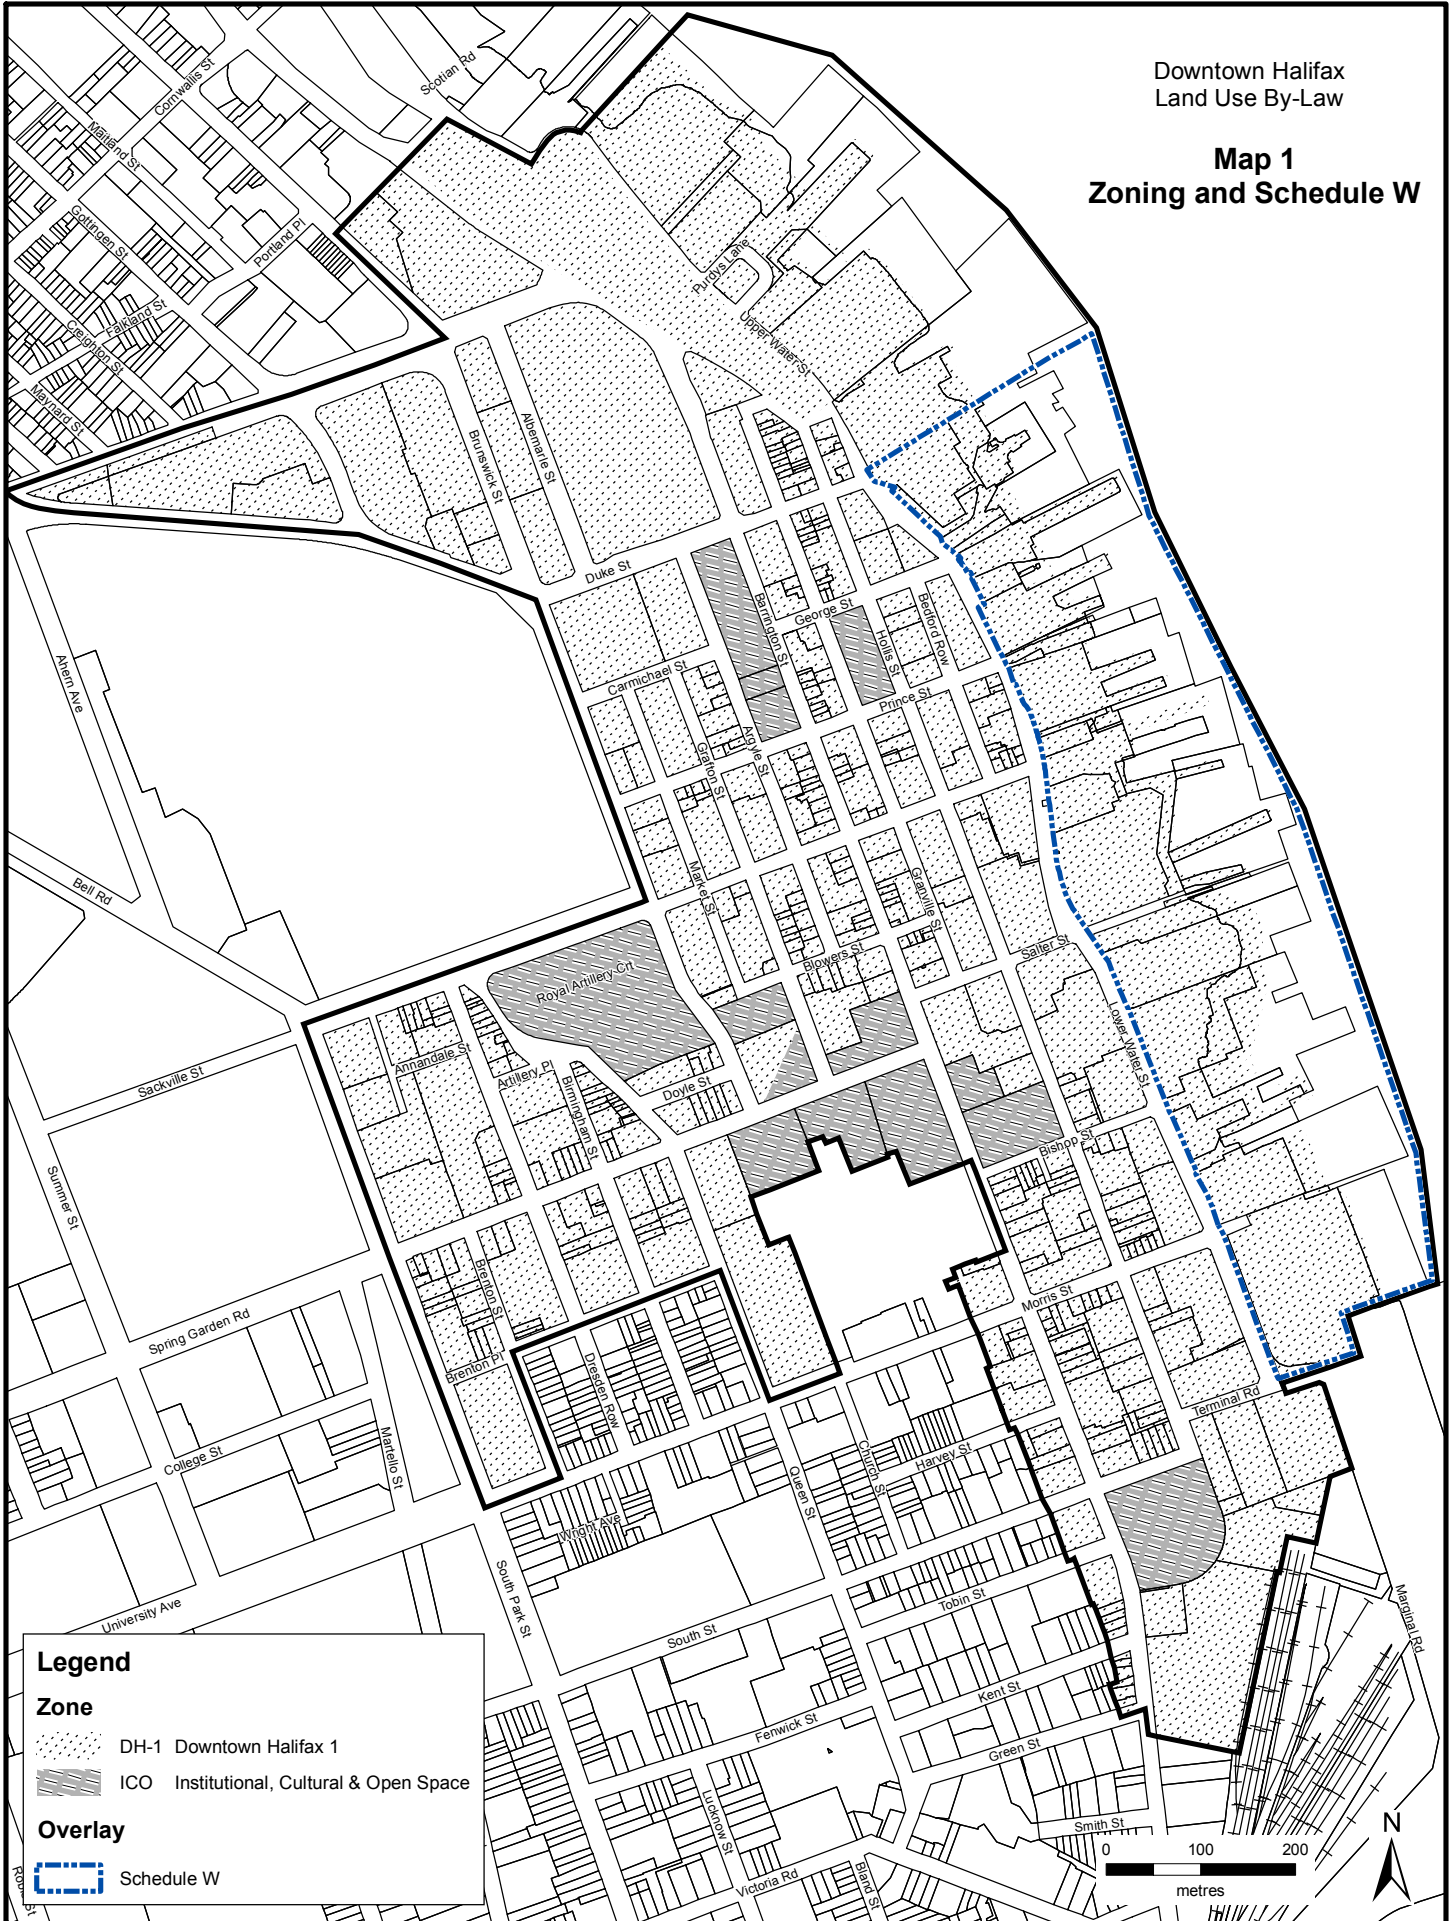 Downtown Halifax
Land Use By-Law
Map 1
Zoning and Schedule W
Scotian Rd
Cornwallis St
Maitland St
Gottingen St
Portland Pl
Falkland St
Creighton St
Maynard St
Purdys Lane
Upper Water St
Albemarle St
Brunswick St
Duke St
Barrington St
George St
Bedford Row
Hollis St
Carmichael St
Prince St
Argyle St
Grafton St
Ahern Ave
Bell Rd
Market St
Granville St
Blowers St
Salter St
Royal Artillery Crt
Lower Water St
Annandale St
Artillery Pl
Birmingham St
Doyle St
Sackville St
Bishop St
Summer St
Brenton St
Morris St
Spring Garden Rd
Brenton Pl
Dresden Row
Terminal Rd
College St
Martello St
Church St
Harvey St
Queen St
Wright Ave
South Park St
Tobin St
University Ave
South St
Marginal Rd
Kent St
Fenwick St
Green St
Lucknow St
Smith St
Victoria Rd
Bland St
Legend
Zone
DH-1 Downtown Halifax 1
ICO Institutional, Cultural & Open Space
Overlay
Schedule W
N
0 100 200
metres